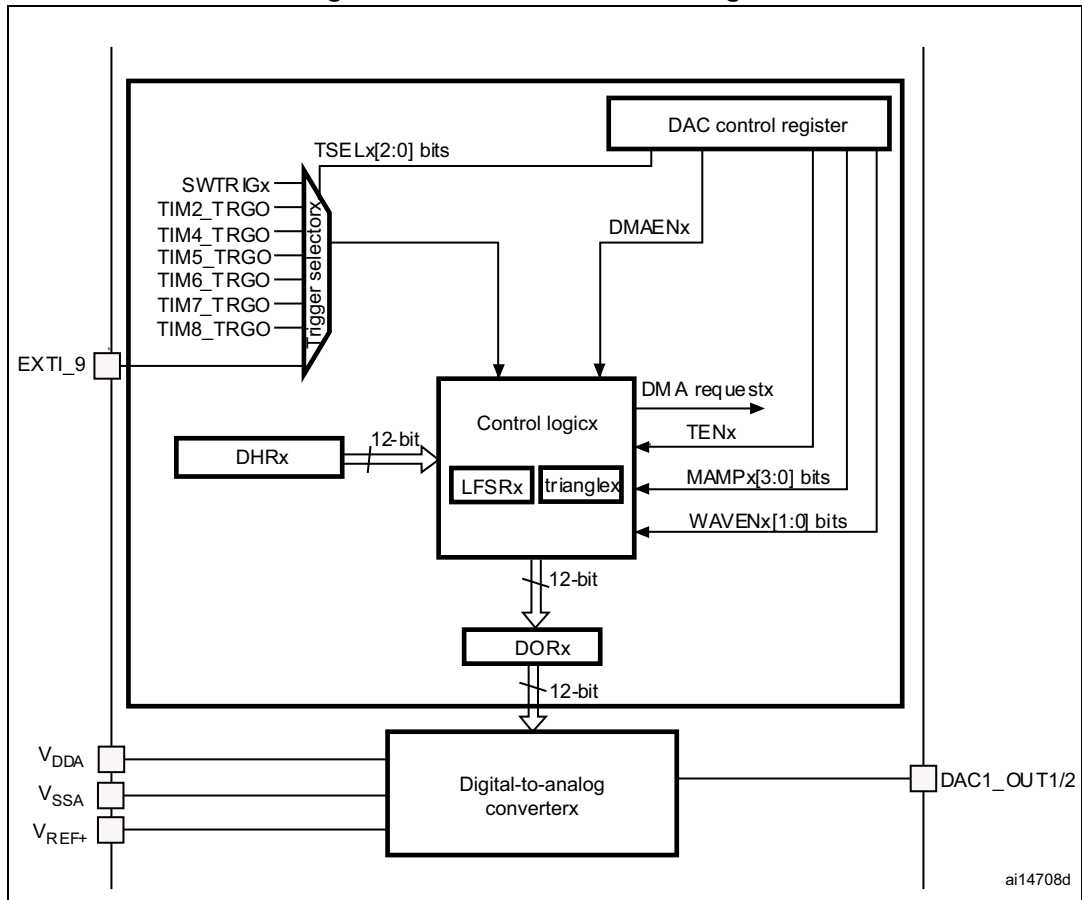 DAC control register
TSELx[2:0] bits
SWTRIGx
TIM2_TRGO
TIM4_TRGO
TIM5_TRGO
TIM6_TRGO
TIM7_TRGO
TIM8_TRGO
Trigger selectorx
DMAENx
EXTI_9
DMA requestx
Control logicx
TENx
12-bit
DHRx
LFSRx
trianglex
MAMPx[3:0] bits
WAVENx[1:0] bits
12-bit
DORx
12-bit
VDDA
VSSA
VREF+
Digital-to-analog
converterx
DAC1_OUT1/2
ai14708d